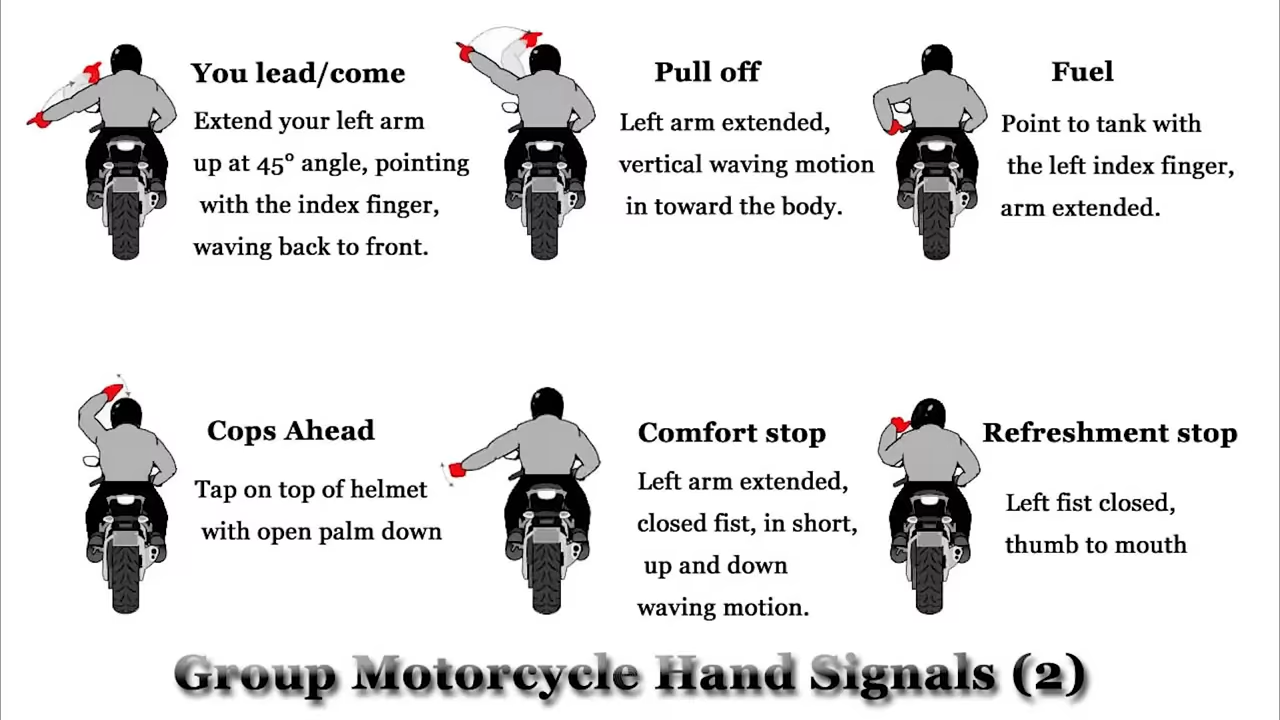 You lead/come
Extend your left arm
up at 45° angle, pointing
with the index finger,
waving back to front.
Pull off
Left arm extended,
vertical waving motion
in toward the body.
Fuel
Point to tank with
the left index finger,
arm extended.
Cops Ahead
Tap on top of helmet
with open palm down
Comfort stop
Left arm extended,
closed fist, in short,
up and down
waving motion.
Refreshment stop
Left fist closed,
thumb to mouth
Group Motorcycle Hand Signals (2)